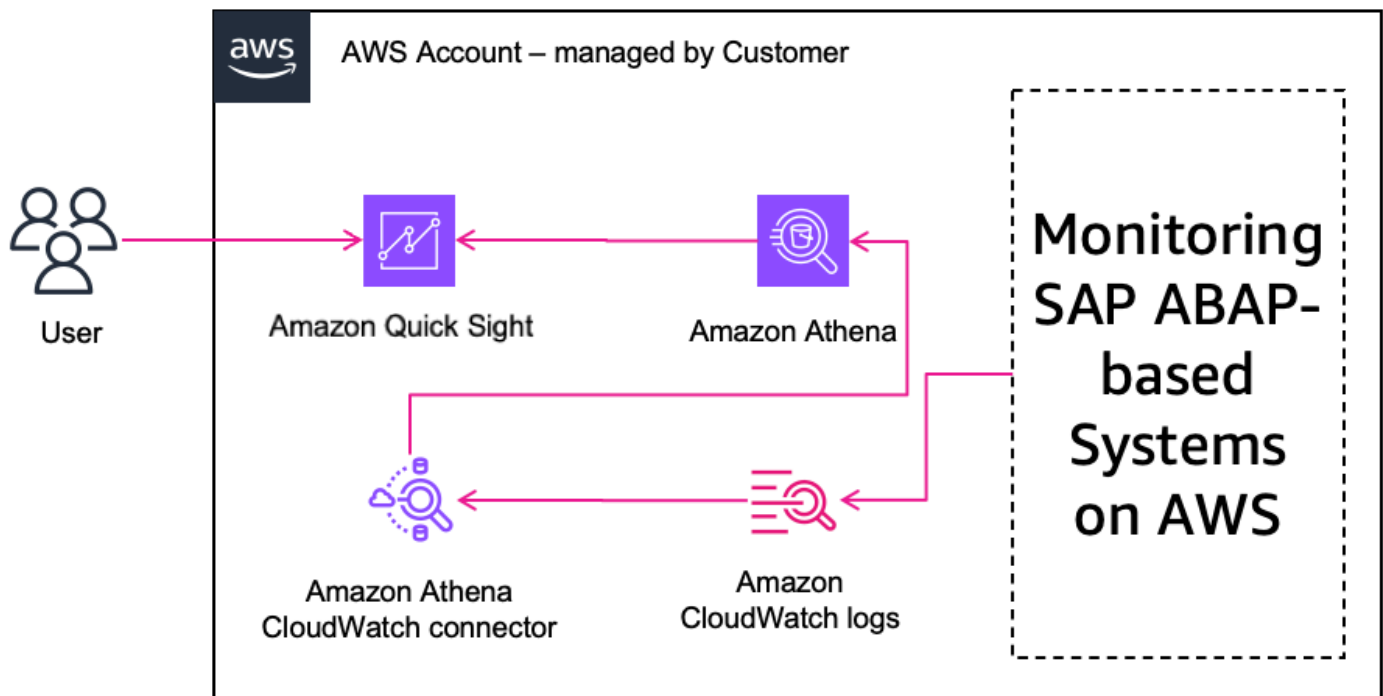 aws
AWS Account – managed by Customer
User
Amazon Quick Sight
Amazon Athena
Monitoring
SAP ABAP-
based
Systems
on AWS
Amazon Athena
CloudWatch connector
Amazon
CloudWatch logs